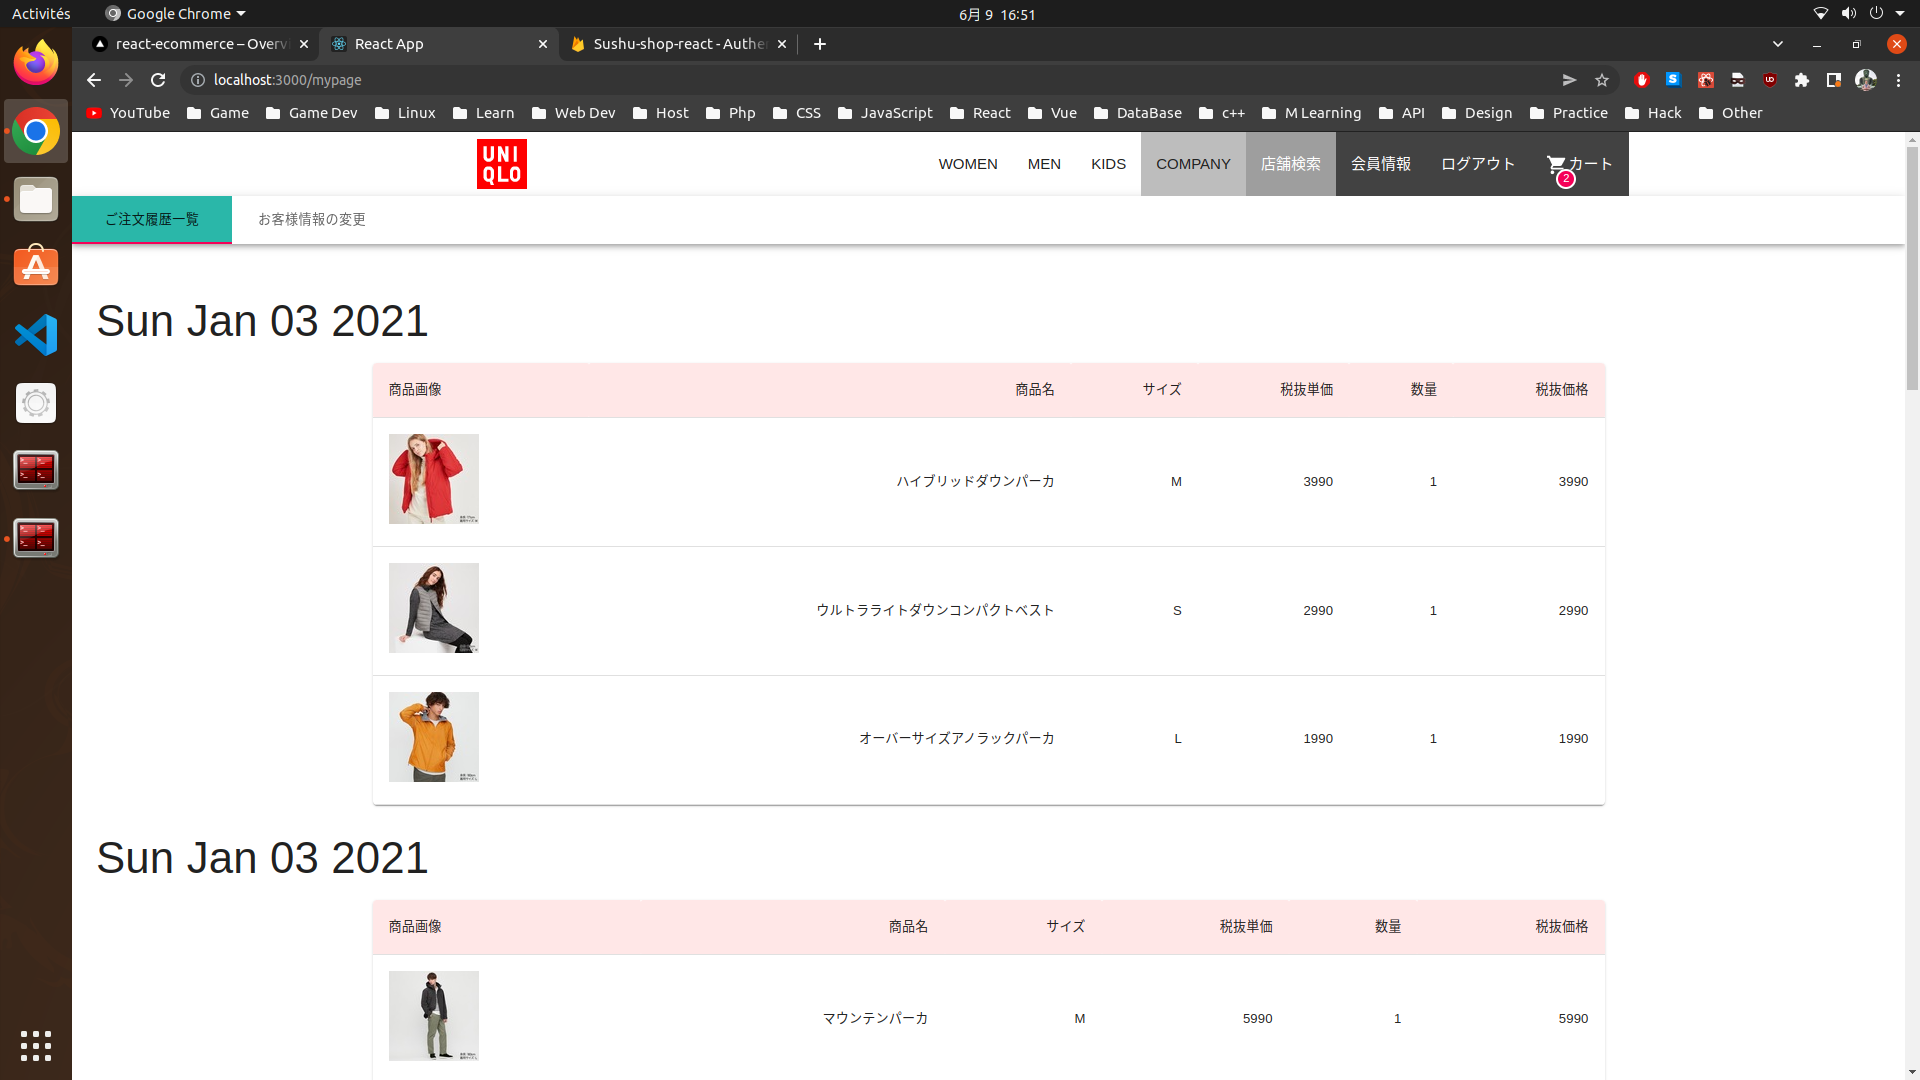 Activités
Google Chrome
6月 9 16:51
react-ecommerce – Overvi
React App
Sushu-shop-react - Authe
localhost:3000/mypage
YouTube
Game
Game Dev
Linux
Learn
Web Dev
Host
Php
CSS
JavaScript
React
Vue
DataBase
c++
M Learning
API
Design
Practice
Hack
Other
UNI
QLO
WOMEN
MEN
KIDS
COMPANY
店舗検索
会員情報
ログアウト
カート
2
ご注文履歴一覧
お客様情報の変更
Sun Jan 03 2021
商品画像 商品名 サイズ 税抜単価 数量 税抜価格
ハイブリッドダウンパーカ M 3990 1 3990
ウルトラライトダウンコンパクトベスト S 2990 1 2990
オーバーサイズアノラックパーカ L 1990 1 1990
Sun Jan 03 2021
商品画像 商品名 サイズ 税抜単価 数量 税抜価格
マウンテンパーカ M 5990 1 5990